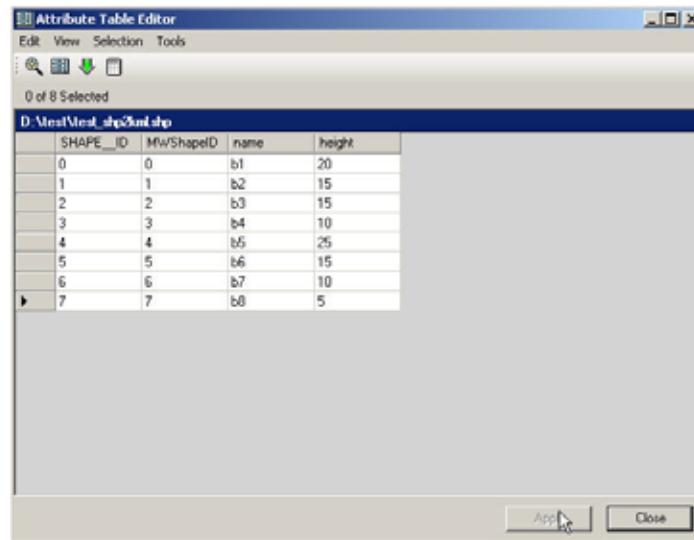 Attribute Table Editor
Edit View Selection Tools
0 of 8 Selected
D:\test\test_shp2kml.shp
SHAPE__ID MWShapeID name height
0 0 b1 20
1 1 b2 15
2 2 b3 15
3 3 b4 10
4 4 b5 25
5 5 b6 15
6 6 b7 10
7 7 b8 5
Apply Close